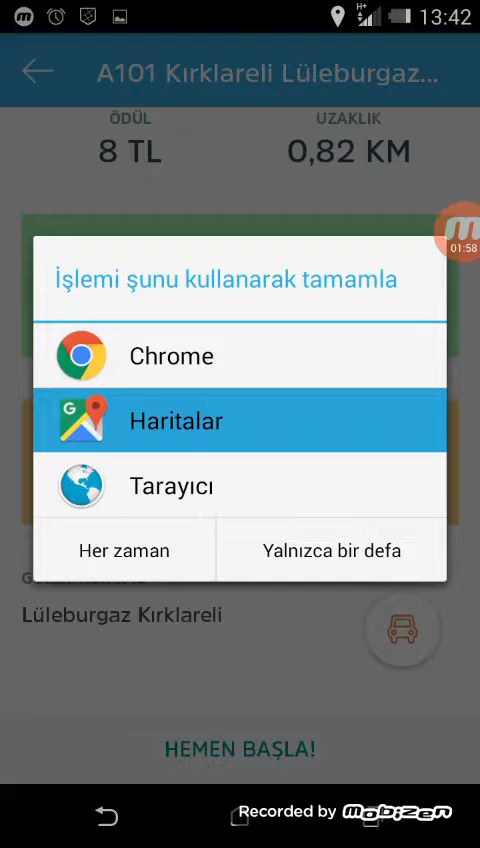 H+
13:42
A101 Kırklareli Lüleburgaz...
ÖDÜL
UZAKLIK
8 TL
0,82 KM
01:58
İşlemi şunu kullanarak tamamla
Chrome
Haritalar
Tarayıcı
Her zaman
Yalnızca bir defa
Lüleburgaz Kırklareli
HEMEN BAŞLA!
Recorded by mobizen